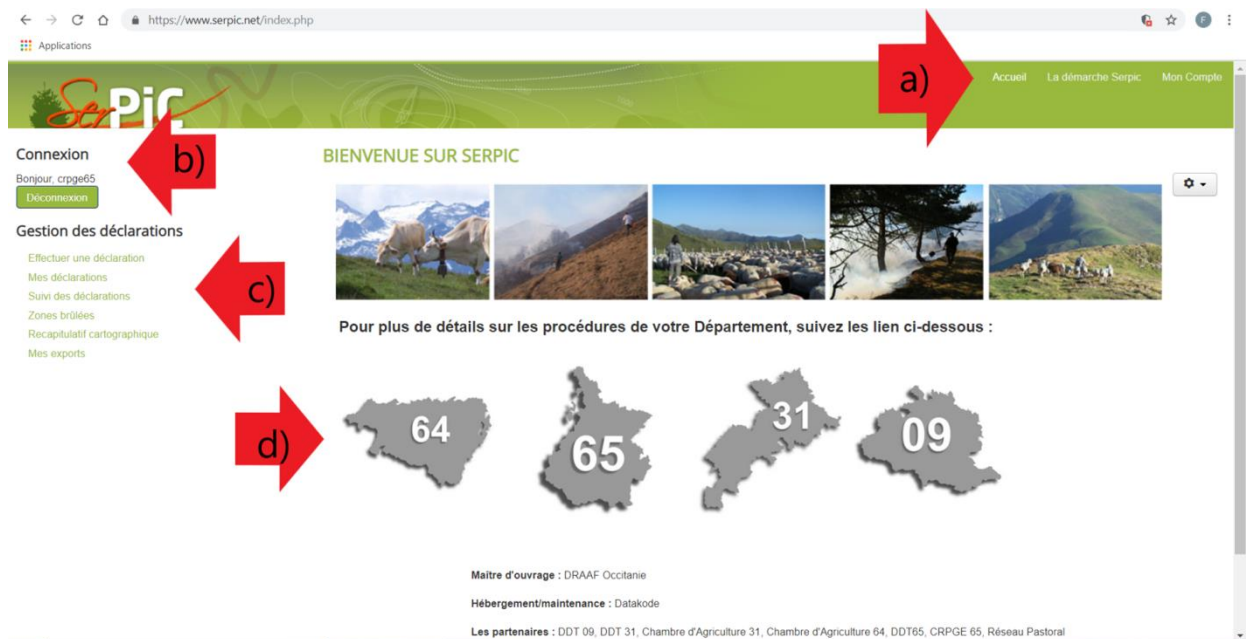 https://www.serpic.net/index.php
F
Applications
SerPiC
a)
Accueil La démarche Serpic Mon Compte
Connexion
b)
Bonjour, crpge65
Déconnexion
BIENVENUE SUR SERPIC
Gestion des déclarations
Effectuer une déclaration
Mes déclarations
Suivi des déclarations
Zones brûlées
Recapitulatif cartographique
Mes exports
c)
Pour plus de détails sur les procédures de votre Département, suivez les lien ci-dessous :
d)
64
65
31
09
Maître d'ouvrage : DRAAF Occitanie
Hébergement/maintenance : Datakode
Les partenaires : DDT 09, DDT 31, Chambre d'Agriculture 31, Chambre d'Agriculture 64, DDT65, CRPGE 65, Réseau Pastoral